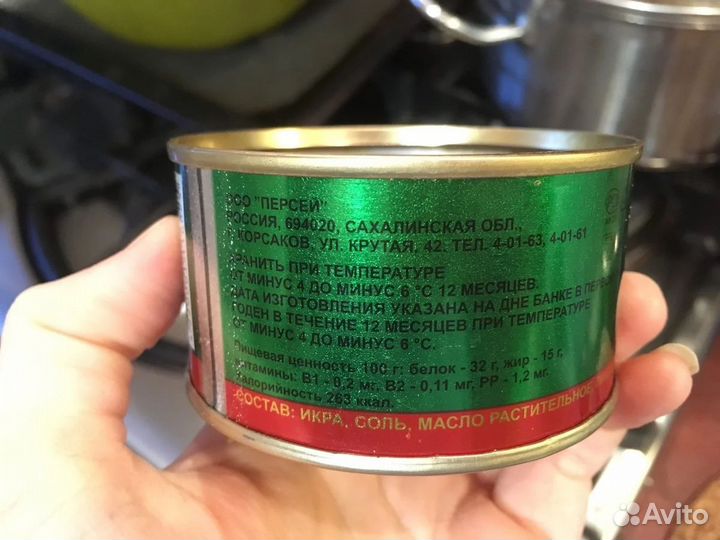 ООО "ПЕРСЕЙ"
РОССИЯ, 694020, САХАЛИНСКАЯ ОБЛ.,
Г. КОРСАКОВ, УЛ. КРУТАЯ, 42. ТЕЛ. 4-01-63, 4-01-61
ХРАНИТЬ ПРИ ТЕМПЕРАТУРЕ
ОТ МИНУС 4 ДО МИНУС 6 °С 12 МЕСЯЦЕВ.
ДАТА ИЗГОТОВЛЕНИЯ УКАЗАНА НА ДНЕ БАНКЕ В
ГОДЕН В ТЕЧЕНИЕ 12 МЕСЯЦЕВ ПРИ ТЕМПЕРАТУРЕ
ОТ МИНУС 4 ДО МИНУС 6 °С.
Пищевая ценность 100 г: белок - 32 г, жир - 15 г,
витамины: В1 - 0,2 мг, В2 - 0,11 мг, РР - 1,2 мг.
Калорийность 263 ккал.
СОСТАВ: ИКРА, СОЛЬ, МАСЛО РАСТИТЕЛЬНОЕ
Avito